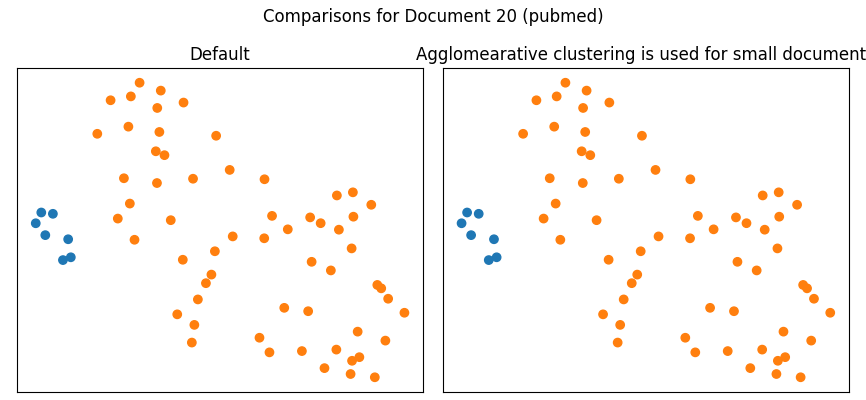 Comparisons for Document 20 (pubmed)
Default
Agglomearative clustering is used for small document